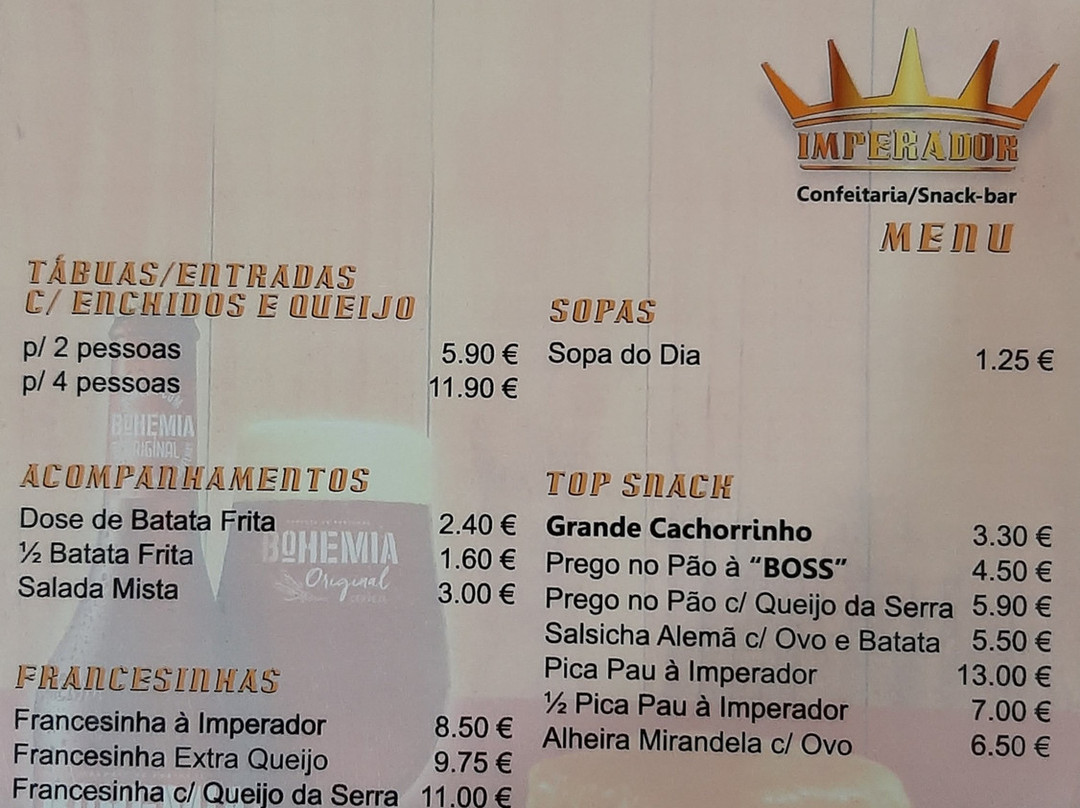 IMPERADOR
Confeitaria/Snack-bar
MENU
TÁBUAS/ENTRADAS
C/ ENCHIDOS E QUEIJO
p/ 2 pessoas 5.90 €
p/ 4 pessoas 11.90 €
SOPAS
Sopa do Dia 1.25 €
BOHEMIA
ORIGINAL
ACOMPANHAMENTOS
Dose de Batata Frita 2.40 €
½ Batata Frita 1.60 €
Salada Mista 3.00 €
BOHEMIA
Original
CERVEJA
FRANCESINHAS
Francesinha à Imperador 8.50 €
Francesinha Extra Queijo 9.75 €
Francesinha c/ Queijo da Serra 11.00 €
TOP SNACK
Grande Cachorrinho 3.30 €
Prego no Pão à “BOSS” 4.50 €
Prego no Pão c/ Queijo da Serra 5.90 €
Salsicha Alemã c/ Ovo e Batata 5.50 €
Pica Pau à Imperador 13.00 €
½ Pica Pau à Imperador 7.00 €
Alheira Mirandela c/ Ovo 6.50 €